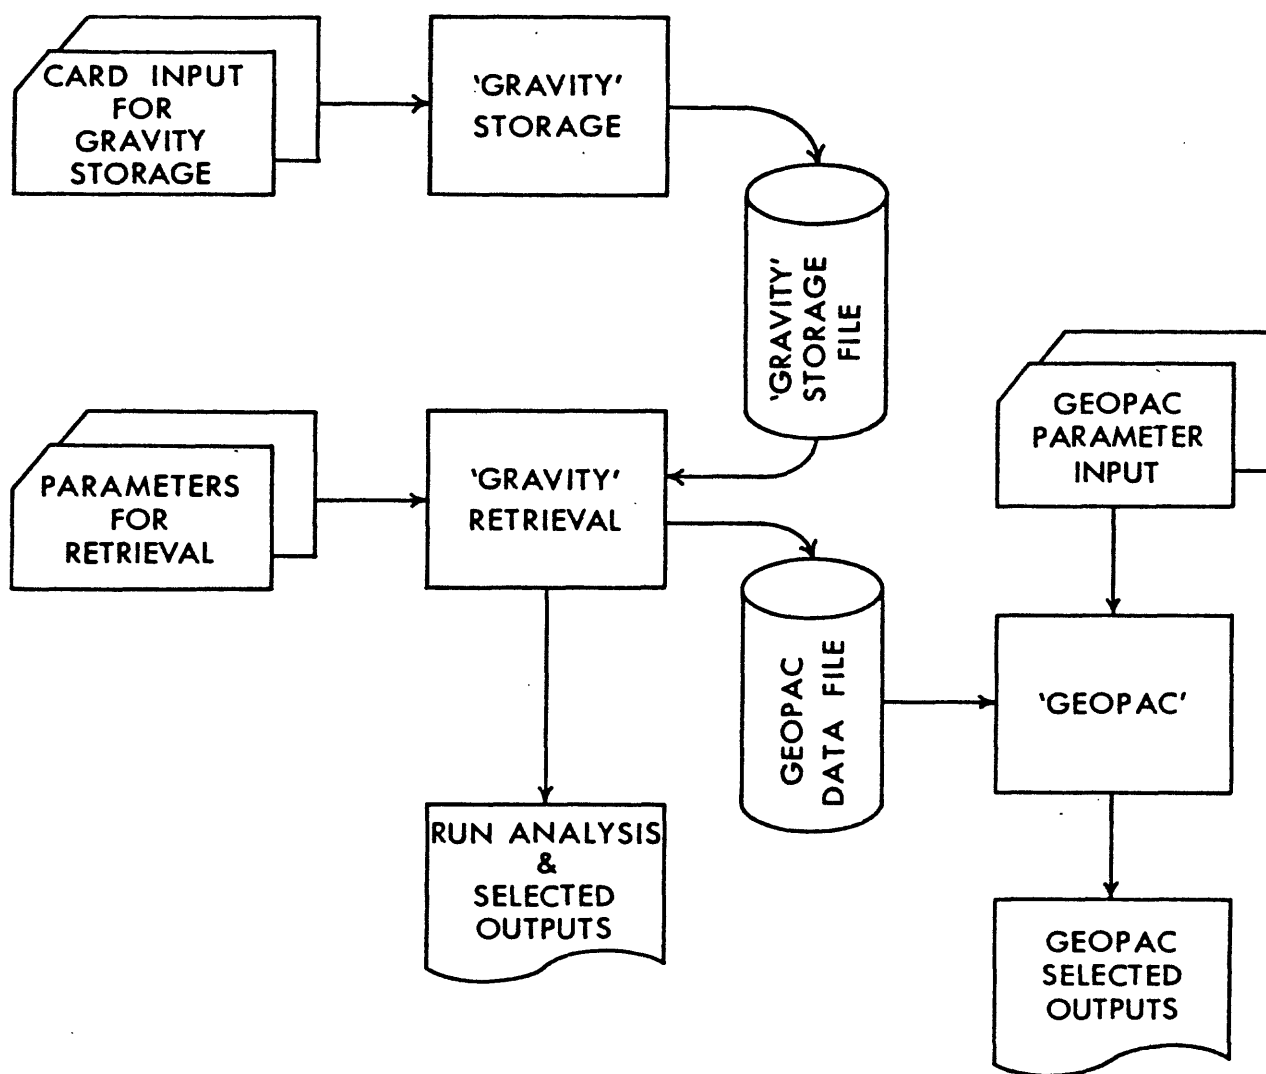 CARD INPUT
FOR
GRAVITY
STORAGE
'GRAVITY'
STORAGE
'GRAVITY'
STORAGE
FILE
PARAMETERS
FOR
RETRIEVAL
'GRAVITY'
RETRIEVAL
GEOPAC
PARAMETER
INPUT
GEOPAC
DATA FILE
'GEOPAC'
RUN ANALYSIS
&
SELECTED
OUTPUTS
GEOPAC
SELECTED
OUTPUTS